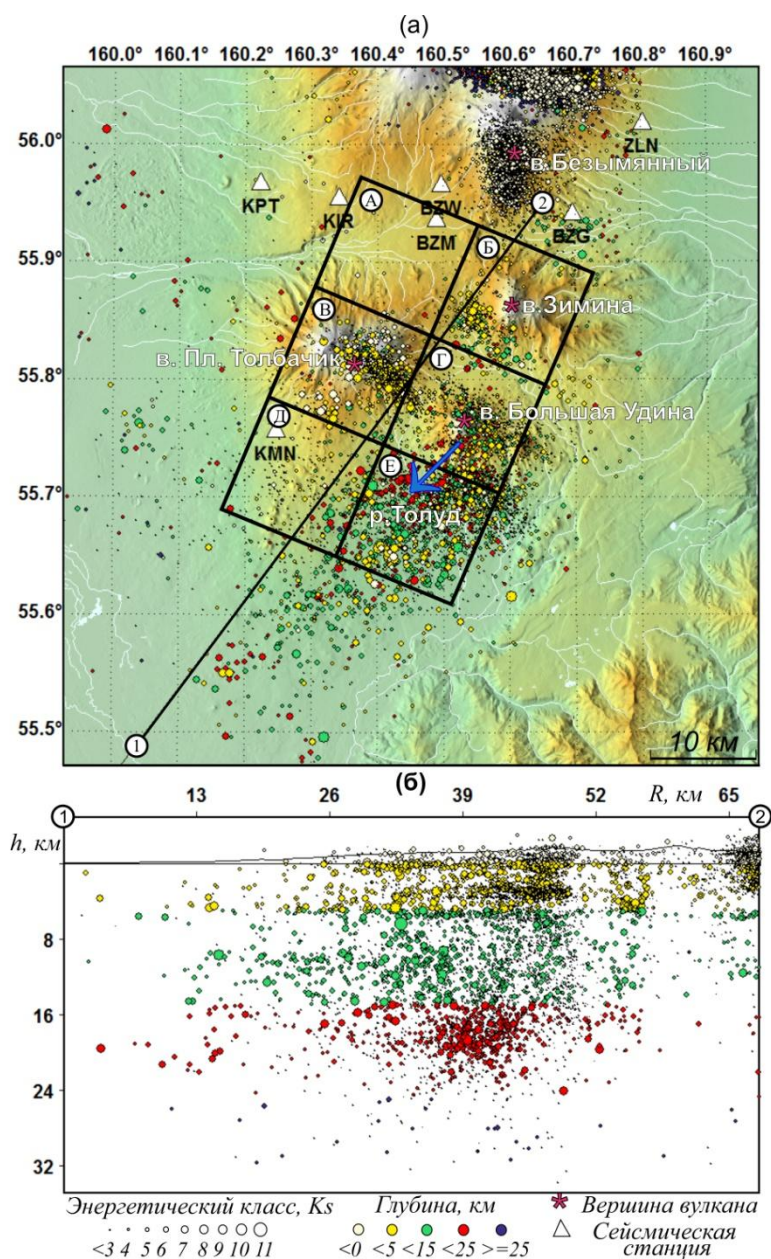 (а)
160.0° 160.1° 160.2° 160.3° 160.4° 160.5° 160.6° 160.7° 160.8° 160.9°
56.0°
ZLN
в.Безымянный
KPT
KIR
BZW
А
2
BZM
BZG
55.9°
Б
в.Зимина
В
в. Пл. Толбачик
Г
55.8°
в. Большая Удина
Д
KMN
Е
55.7°
р.Толуд
55.6°
55.5°
1
10 км
(б)
1 13 26 39 52 R, км 65 2
h, км
8
16
24
32
Энергетический класс, Ks
<3 4 5 6 7 8 9 10 11
Глубина, км
<0 <5 <15 <25 >=25
Вершина вулкана
Сейсмическая
станция